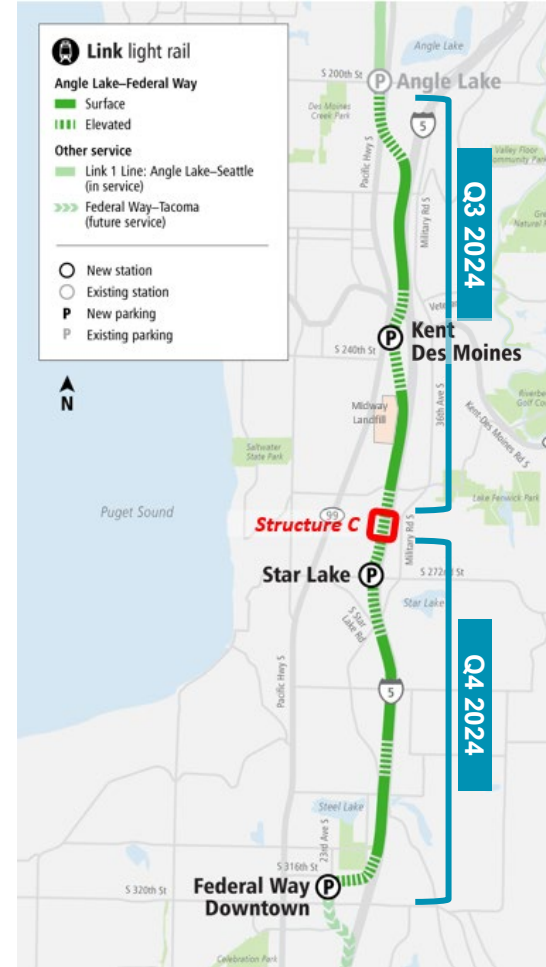 Link light rail
Angle Lake–Federal Way
Surface
Elevated
Other service
Link 1 Line: Angle Lake–Seattle
(in service)
Federal Way–Tacoma
(future service)
New station
Existing station
P New parking
P Existing parking
N
Angle Lake
S 200th St
P Angle Lake
Des Moines
Creek Park
5
Pacific Hwy S
Military Rd S
Valley Floor
Community Park
Q3 2024
P Kent
Des Moines
S 240th St
Midway
Landfill
36th Ave S
Kent-Des Moines Rd S
Saltwater
State Park
Lake Fenwick Park
Puget Sound
99
Structure C
Military Rd S
Star Lake P
S 272nd St
Star Lake
S Star
Lake Rd
Pacific Hwy S
5
Q4 2024
Steel Lake
23rd Ave S
S 316th St
Federal Way P
Downtown
S 320th St
Celebration Park